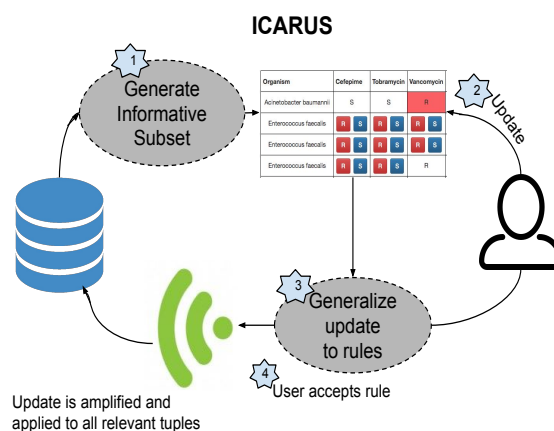 ICARUS
1
Generate
Informative
Subset
Organism Cefepime Tobramycin Vancomycin
Acinetobacter baumannii S S R
Enterococcus faecalis R S R S R S
Enterococcus faecalis R S R S R S
Enterococcus faecalis R S R S R
2
Update
3
Generalize
update
to rules
4
User accepts rule
Update is amplified and
applied to all relevant tuples